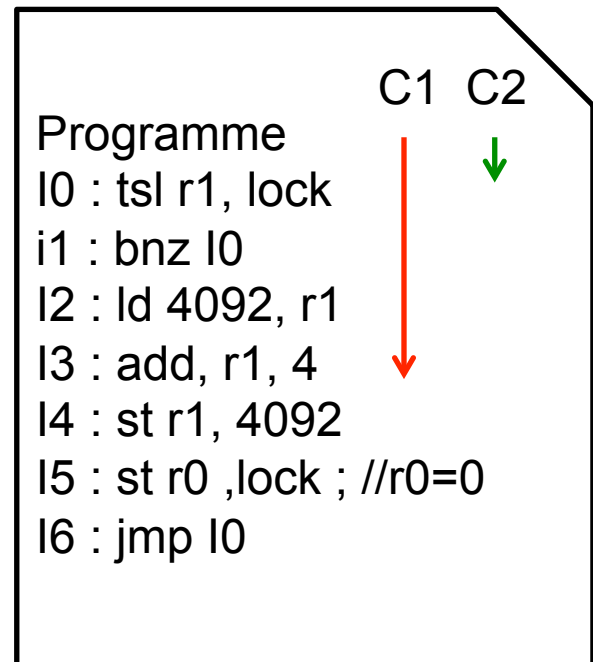 C1 C2
Programme
I0 : tsl r1, lock
i1 : bnz I0
I2 : ld 4092, r1
I3 : add, r1, 4
I4 : st r1, 4092
I5 : st r0 ,lock ; //r0=0
I6 : jmp I0